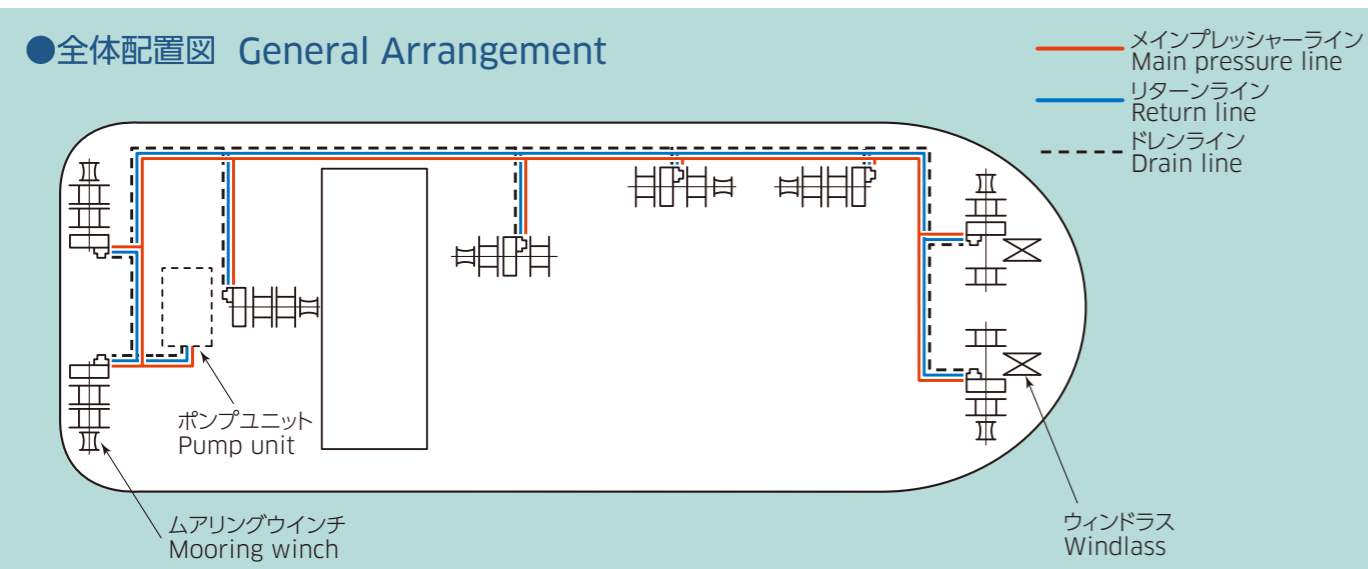 ●全体配置図 General Arrangement
メインプレッシャーライン
Main pressure line
リターンライン
Return line
ドレンライン
Drain line
ポンプユニット
Pump unit
ムアリングウインチ
Mooring winch
ウィンドラス
Windlass